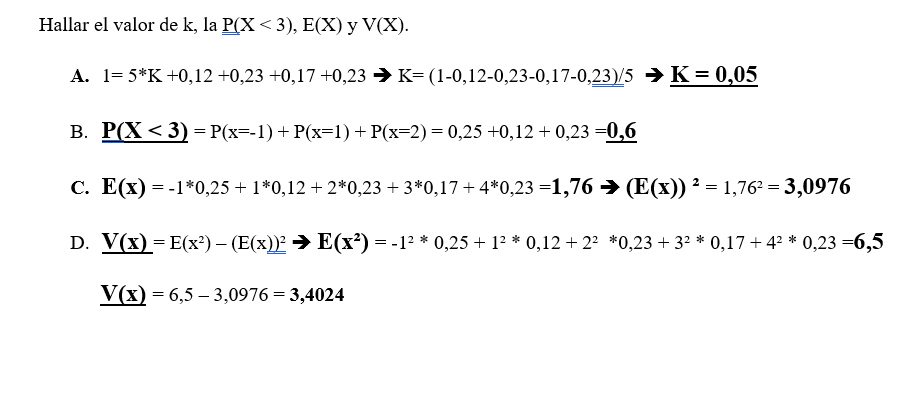 Hallar el valor de k, la P(X < 3), E(X) y V(X).
A. 1= 5*K +0,12 +0,23 +0,17 +0,23 ➔ K= (1-0,12-0,23-0,17-0,23)/5 ➔ K = 0,05
B. P(X < 3) = P(x=-1) + P(x=1) + P(x=2) = 0,25 +0,12 + 0,23 =0,6
C. E(x) = -1*0,25 + 1*0,12 + 2*0,23 + 3*0,17 + 4*0,23 =1,76 ➔ (E(x)) ² = 1,76² = 3,0976
D. V(x) = E(x²) – (E(x))² ➔ E(x²) = -1² * 0,25 + 1² * 0,12 + 2² *0,23 + 3² * 0,17 + 4² * 0,23 =6,5
V(x) = 6,5 – 3,0976 = 3,4024